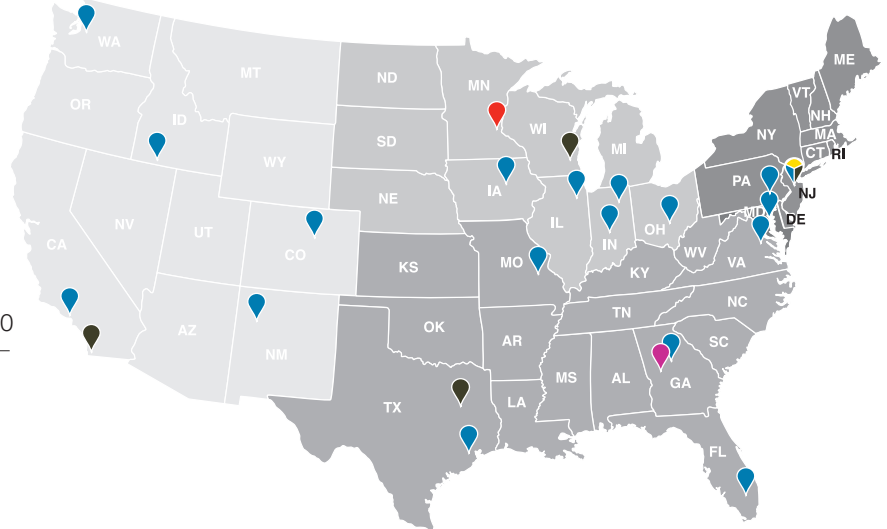 WA
MT
ND
MN
ME
VT
NH
OR
ID
SD
WI
MI
NY
MA
CT
RI
WY
IA
PA
NJ
NE
NV
UT
CO
IL
IN
OH
MD
DE
CA
KS
MO
KY
WV
VA
0
AZ
NM
OK
AR
TN
NC
SC
TX
LA
MS
AL
GA
FL